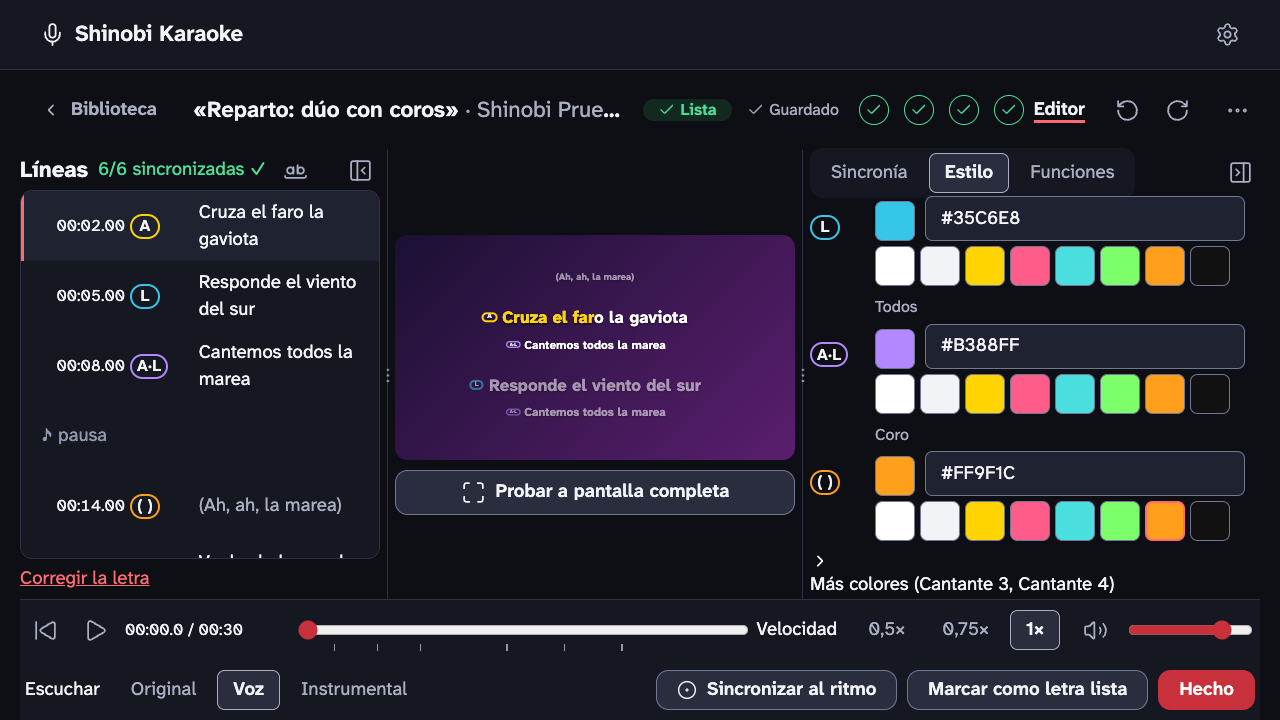 Shinobi Karaoke
Biblioteca
«Reparto: dúo con coros» · Shinobi Prue...
Lista
Guardado
Editor
Líneas 6/6 sincronizadas
ab
00:02.00 A Cruza el faro la
gaviota
00:05.00 L Responde el viento
del sur
00:08.00 A·L Cantemos todos la
marea
♪ pausa
00:14.00 ( ) (Ah, ah, la marea)
Corregir la letra
(Ah, ah, la marea)
A Cruza el faro la gaviota
A·L Cantemos todos la marea
L Responde el viento del sur
A·L Cantemos todos la marea
Probar a pantalla completa
Sincronía Estilo Funciones
L #35C6E8
Todos
A·L #B388FF
Coro
( ) #FF9F1C
Más colores (Cantante 3, Cantante 4)
00:00.0 / 00:30
Velocidad 0,5× 0,75× 1×
Escuchar Original Voz Instrumental
Sincronizar al ritmo
Marcar como letra lista
Hecho